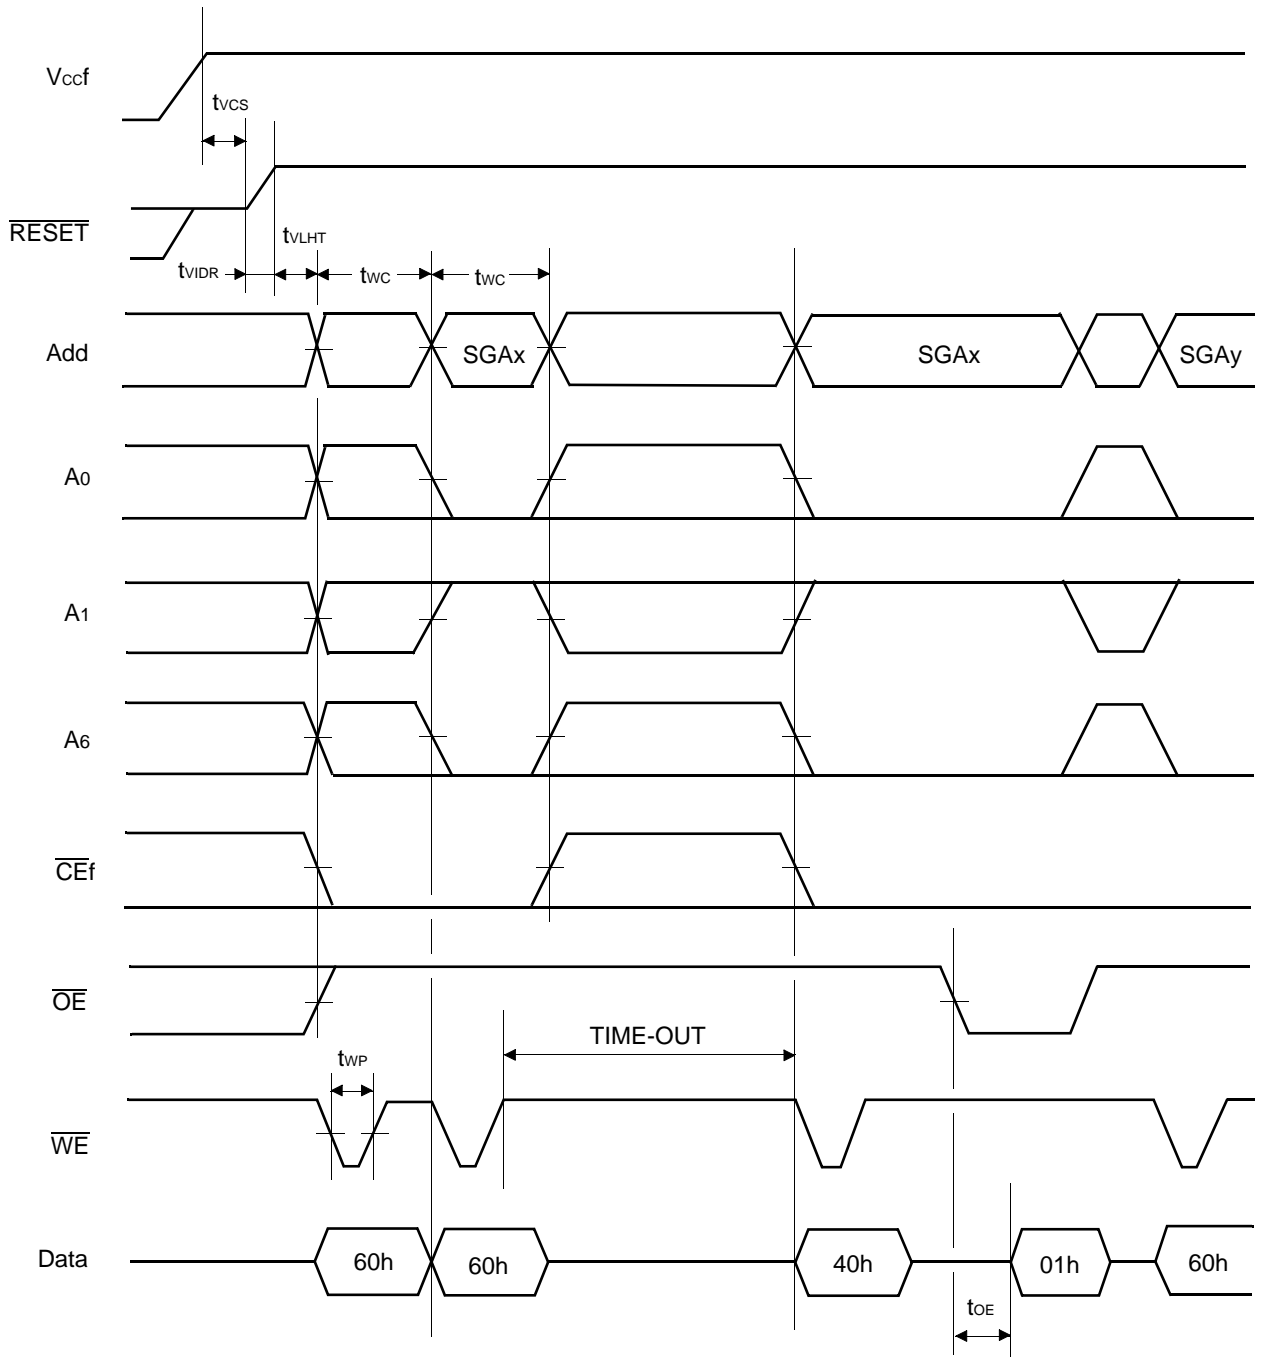 Vccf
tVCS
RESET
tVLHT
tVIDR
tWC
tWC
Add
SGAx
SGAx
SGAy
A0
A1
A6
CEf
OE
TIME-OUT
tWP
WE
Data
60h
60h
40h
01h
60h
tOE